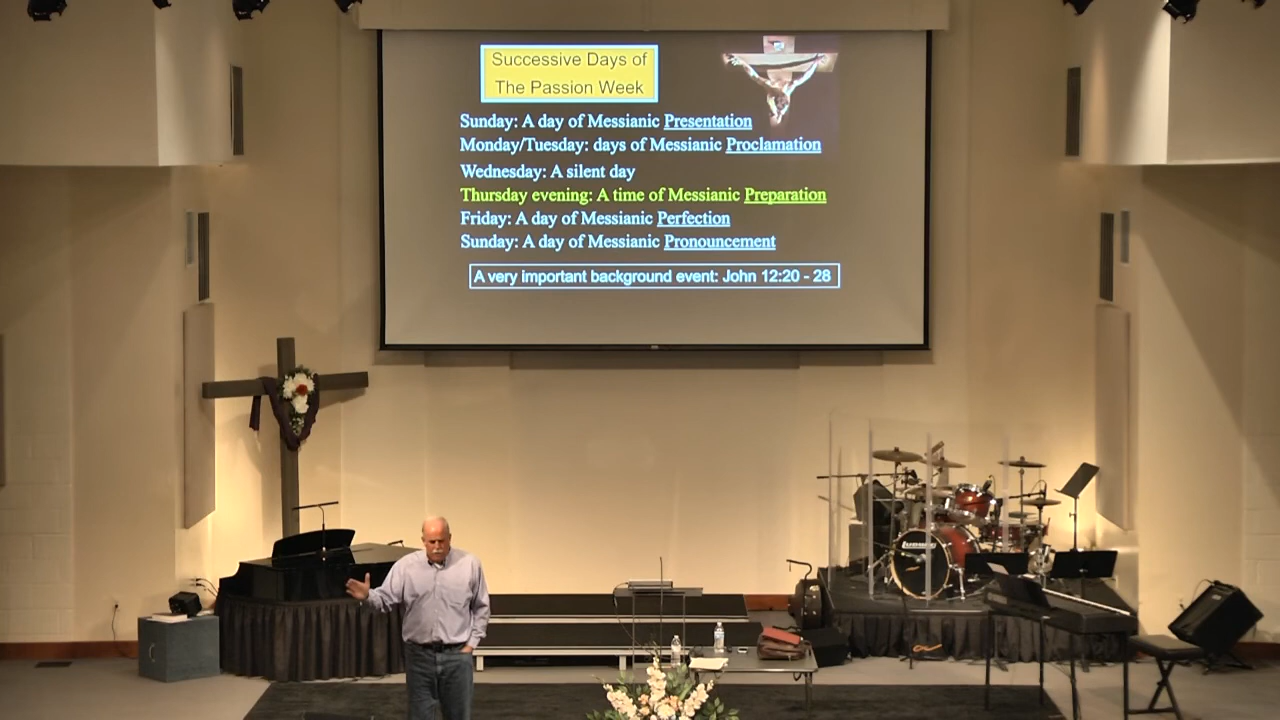 Successive Days of
The Passion Week
Sunday: A day of Messianic Presentation
Monday/Tuesday: days of Messianic Proclamation
Wednesday: A silent day
Thursday evening: A time of Messianic Preparation
Friday: A day of Messianic Perfection
Sunday: A day of Messianic Pronouncement
A very important background event: John 12:20 - 28
Ludwig